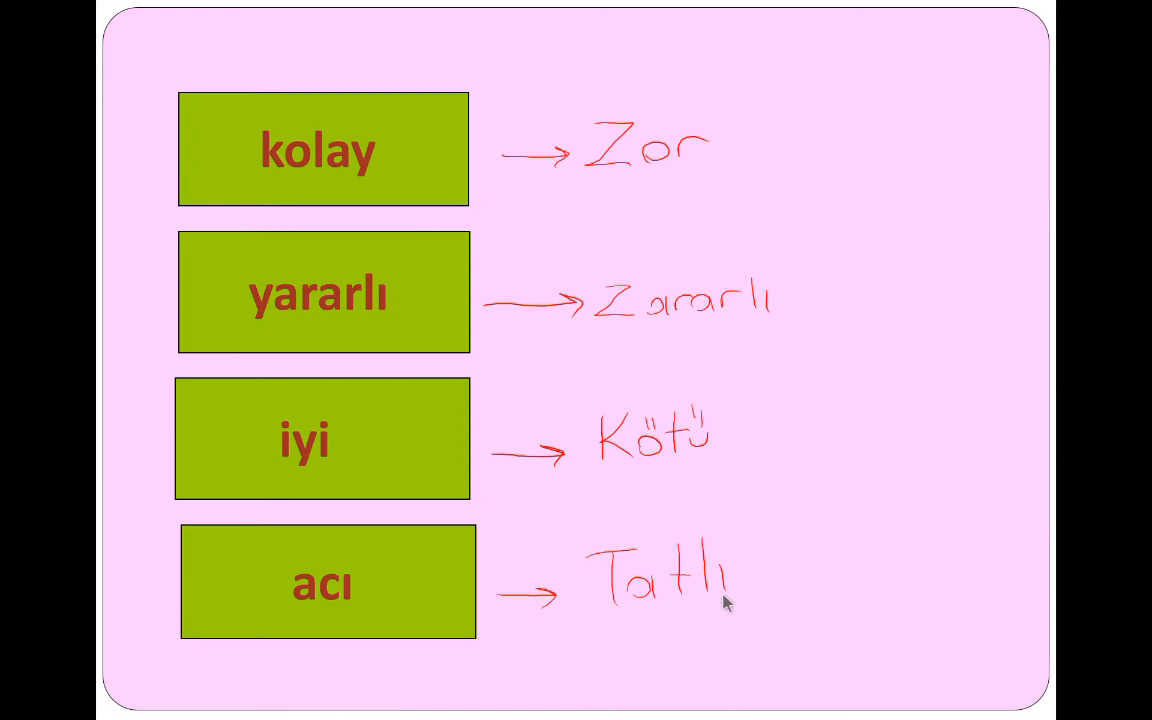 kolay → Zor
yararlı → Zararlı
iyi → Kötü
acı → Tatlı